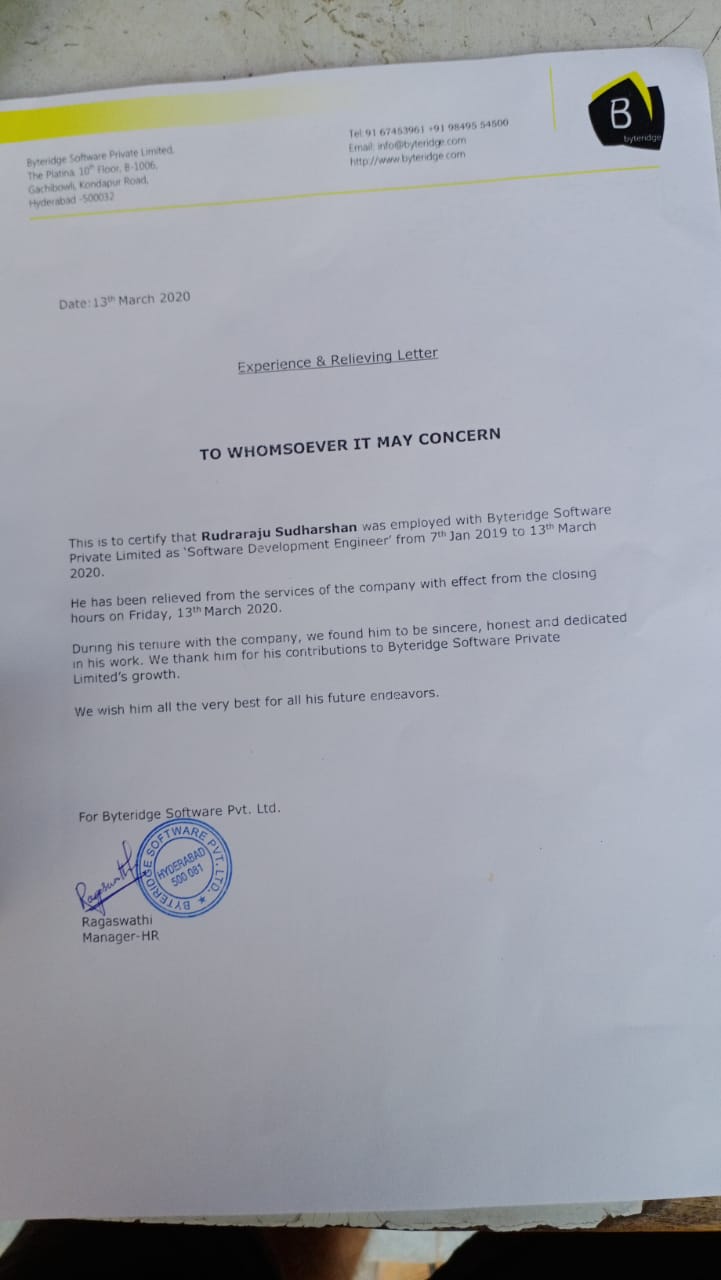 Byteridge Software Private Limited,
The Platina, 10th Floor, B-1006,
Gachibowli, Kondapur Road,
Hyderabad -500032
Tel: 91 67453961 +91 98495 54500
Email: info@byteridge.com
http://www.byteridge.com
B
byteridge
Date:13th March 2020
Experience & Relieving Letter
TO WHOMSOEVER IT MAY CONCERN
This is to certify that Rudraraju Sudharshan was employed with Byteridge Software
Private Limited as ‘Software Development Engineer’ from 7th Jan 2019 to 13th March
2020.
He has been relieved from the services of the company with effect from the closing
hours on Friday, 13th March 2020.
During his tenure with the company, we found him to be sincere, honest and dedicated
in his work. We thank him for his contributions to Byteridge Software Private
Limited’s growth.
We wish him all the very best for all his future endeavors.
For Byteridge Software Pvt. Ltd.
BYTERIDGE SOFTWARE PVT. LTD. ★
HYDERABAD
500 081
Ragaswathi
Ragaswathi
Manager-HR